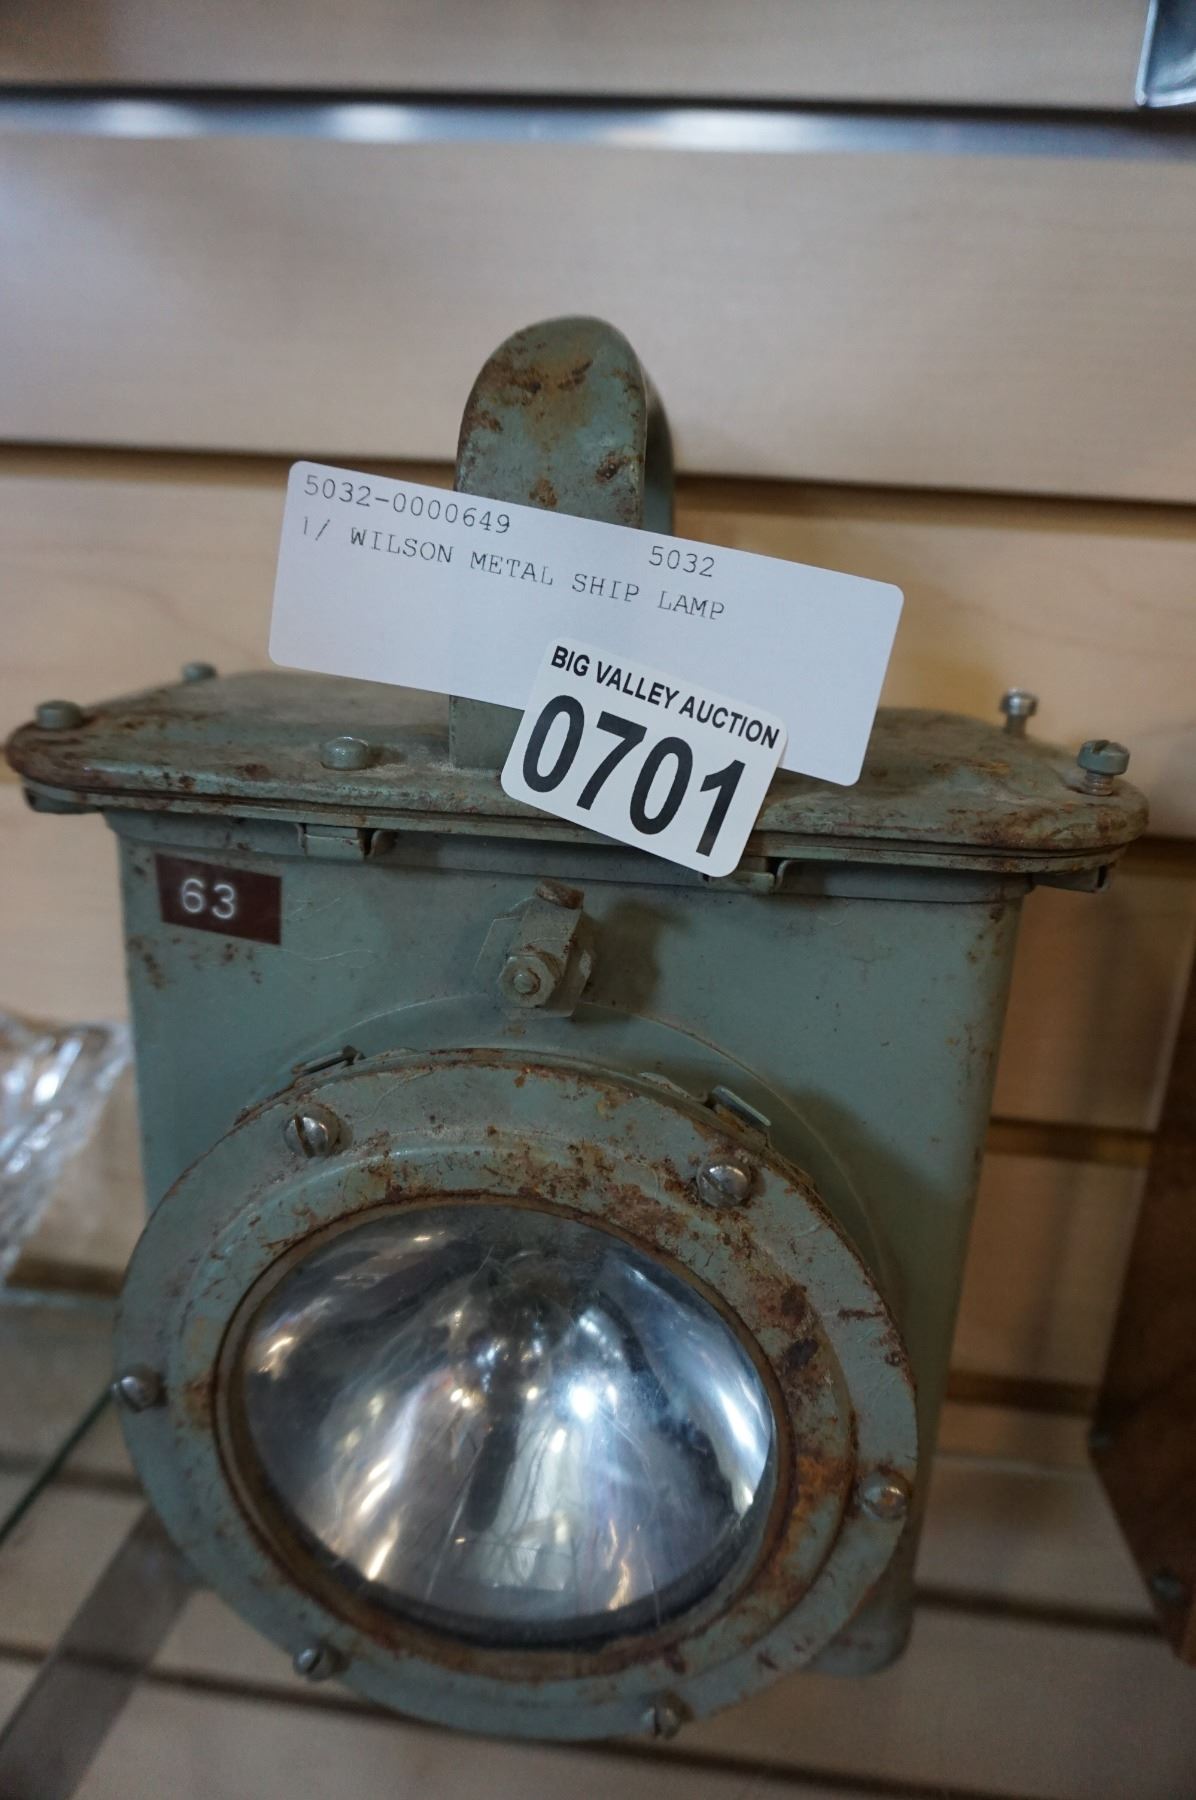 5032-0000649 5032
1/ WILSON METAL SHIP LAMP
BIG VALLEY AUCTION
0701
63